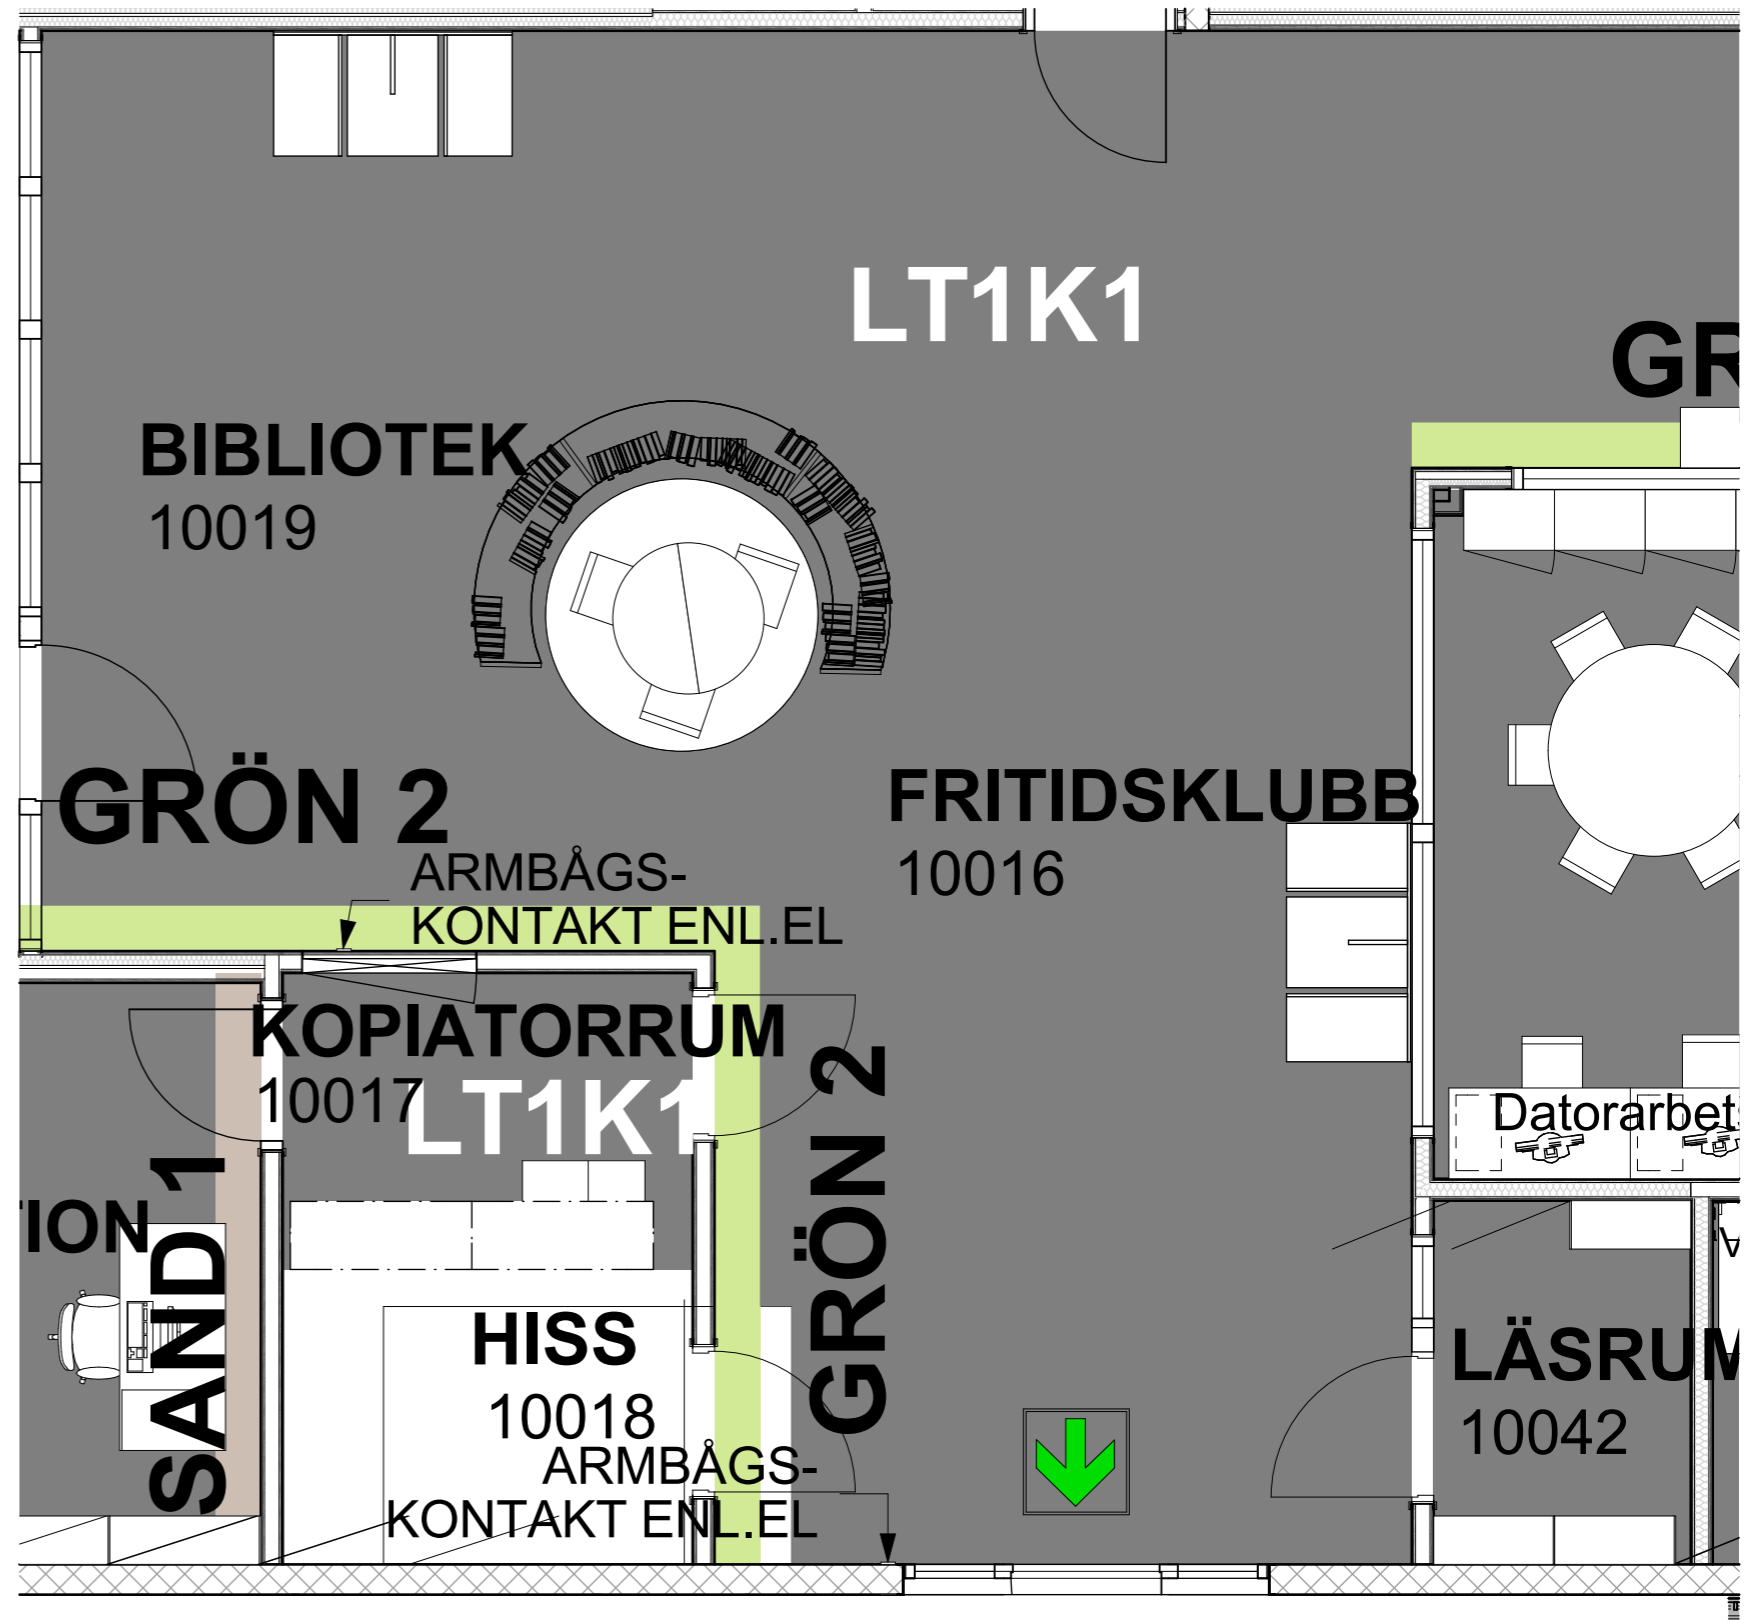 LT1K1
GR
BIBLIOTEK
10019
GRÖN 2
FRITIDSKLUBB
10016
ARMBÅGS-
KONTAKT ENL.EL
KOPIATORRUM
10017
LT1K1
GRÖN 2
SAND 1
TION
Datorarbets
HISS
10018
LÄSRUM
10042
ARMBÅGS-
KONTAKT ENL.EL